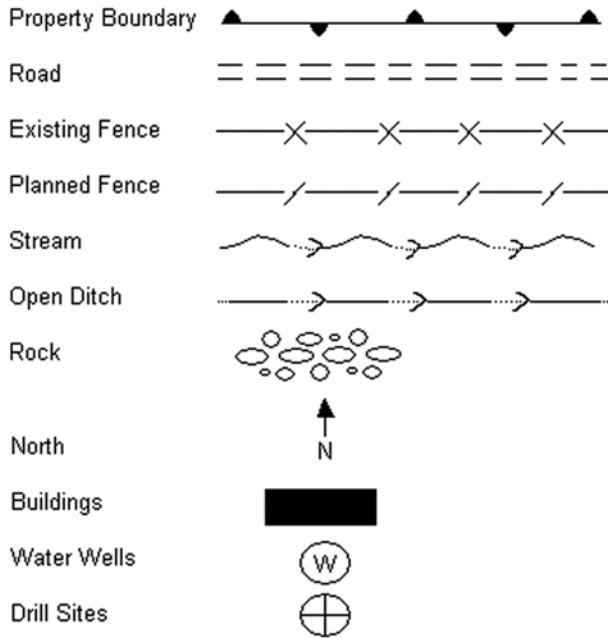 Property Boundary
Road
Existing Fence
Planned Fence
Stream
Open Ditch
Rock
North
N
Buildings
Water Wells
W
Drill Sites